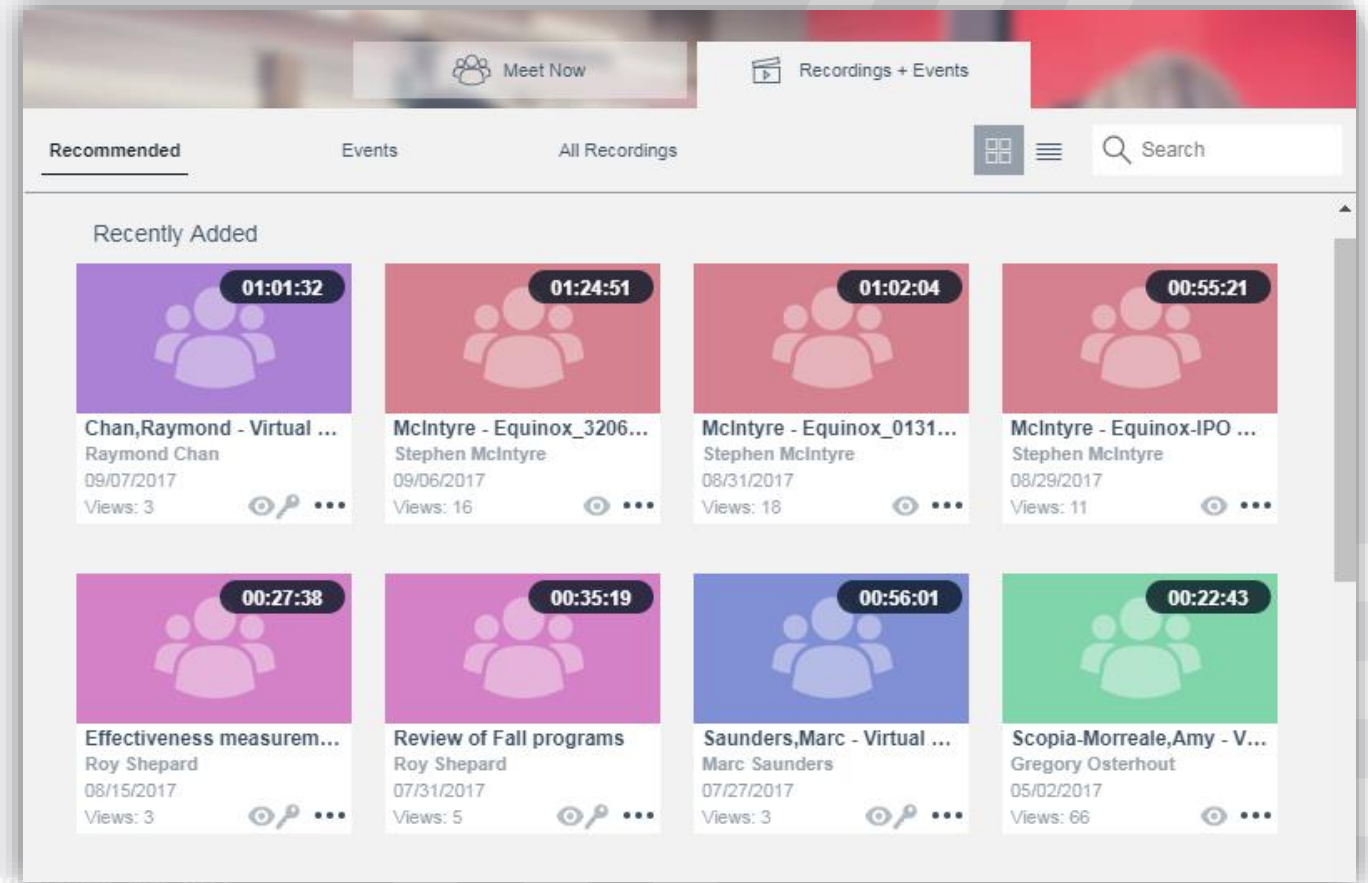 Meet Now
Recordings + Events
Recommended
Events
All Recordings
Search
Recently Added
01:01:32
Chan,Raymond - Virtual ...
Raymond Chan
09/07/2017
Views: 3
01:24:51
McIntyre - Equinox_3206...
Stephen McIntyre
09/06/2017
Views: 16
01:02:04
McIntyre - Equinox_0131...
Stephen McIntyre
08/31/2017
Views: 18
00:55:21
McIntyre - Equinox-IPO ...
Stephen McIntyre
08/29/2017
Views: 11
00:27:38
Effectiveness measurem...
Roy Shepard
08/15/2017
Views: 3
00:35:19
Review of Fall programs
Roy Shepard
07/31/2017
Views: 5
00:56:01
Saunders,Marc - Virtual ...
Marc Saunders
07/27/2017
Views: 3
00:22:43
Scopia-Morreale,Amy - V...
Gregory Osterhout
05/02/2017
Views: 66